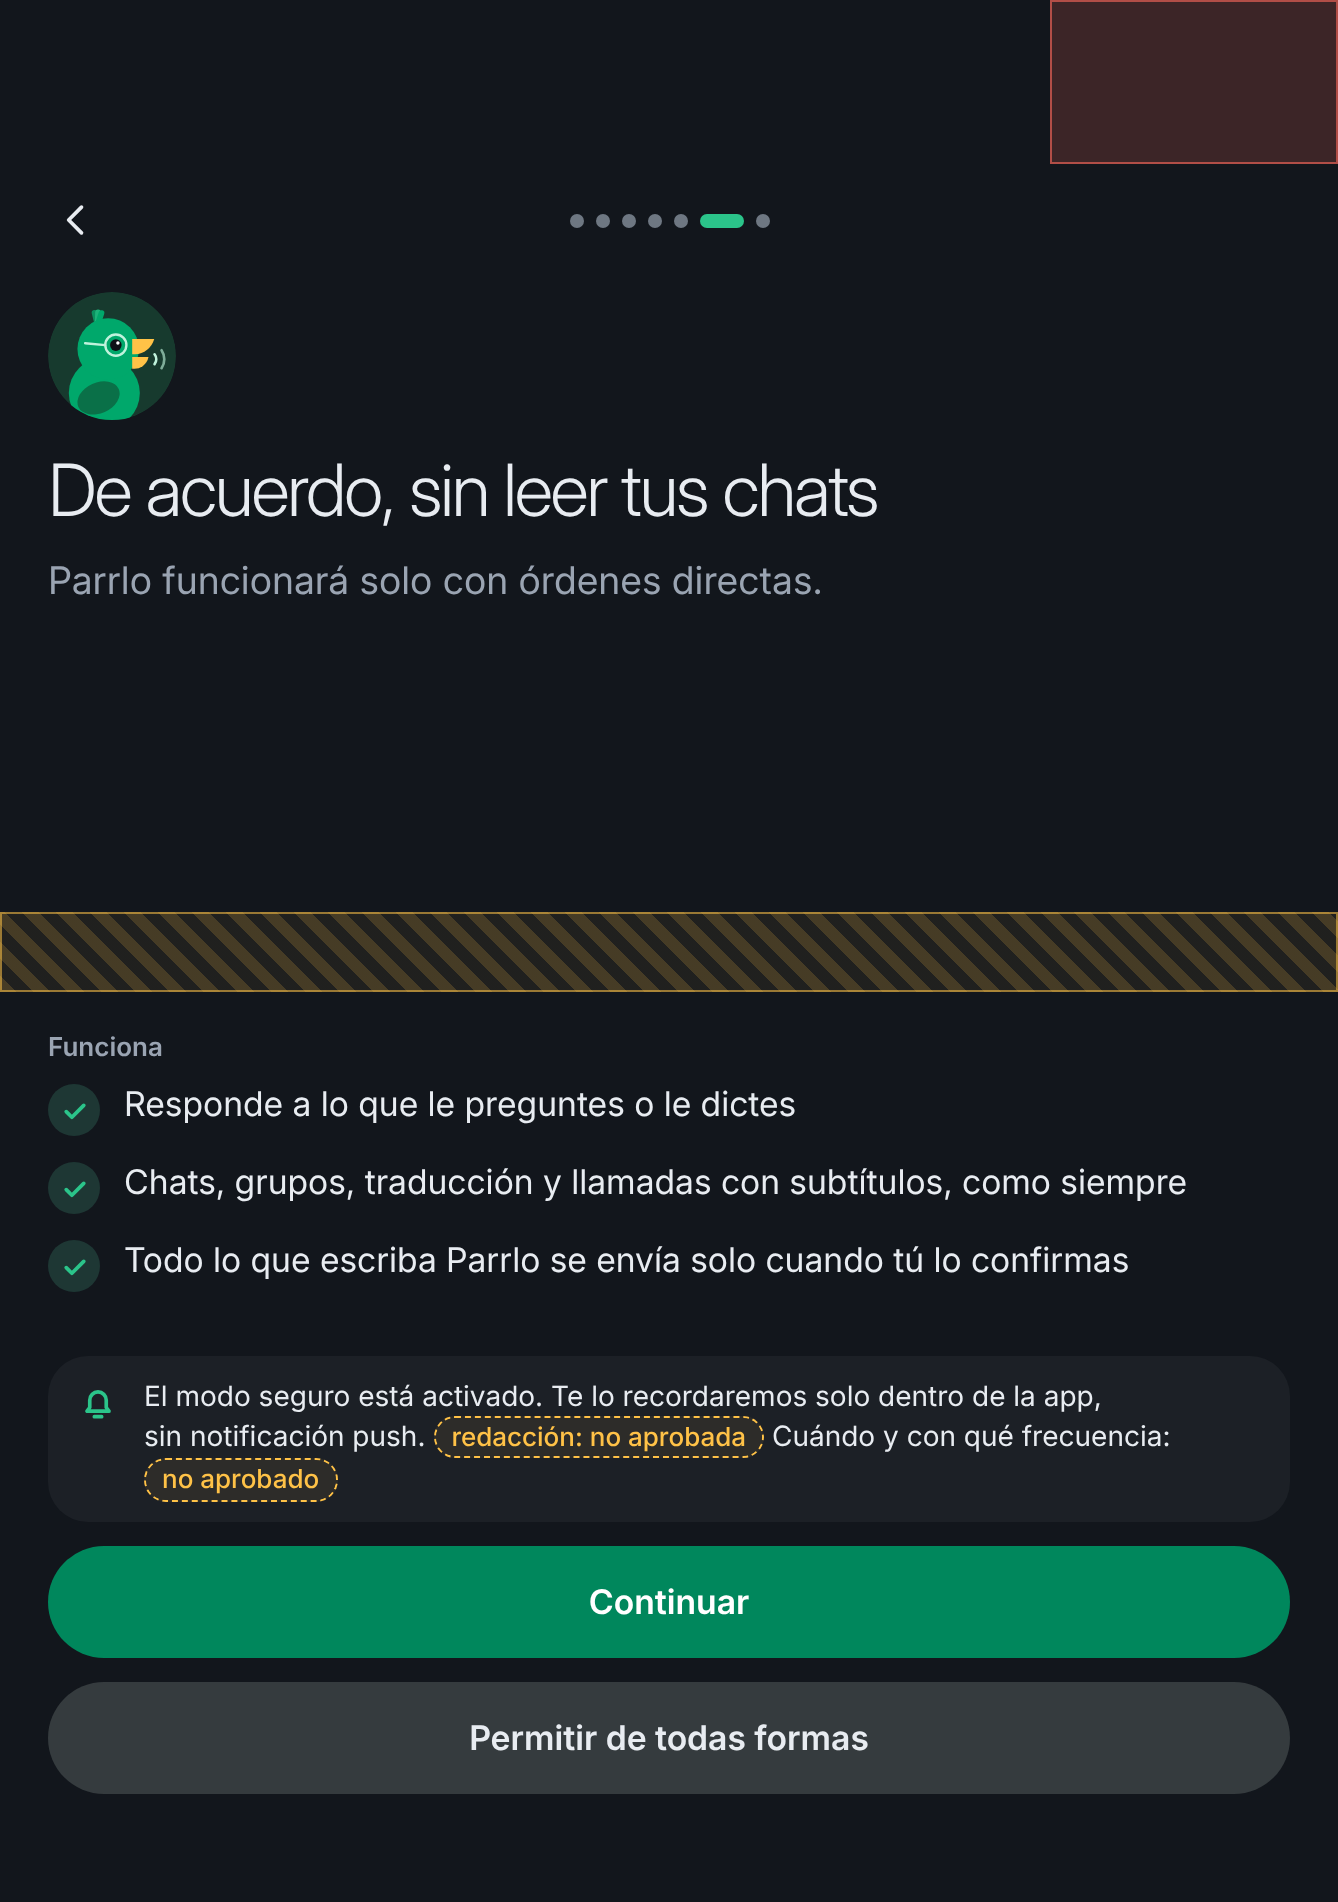 De acuerdo, sin leer tus chats
Parrlo funcionará solo con órdenes directas.
Funciona
Responde a lo que le preguntes o le dictes
Chats, grupos, traducción y llamadas con subtítulos, como siempre
Todo lo que escriba Parrlo se envía solo cuando tú lo confirmas
El modo seguro está activado. Te lo recordaremos solo dentro de la app,
sin notificación push. redacción: no aprobada Cuándo y con qué frecuencia:
no aprobado
Continuar
Permitir de todas formas